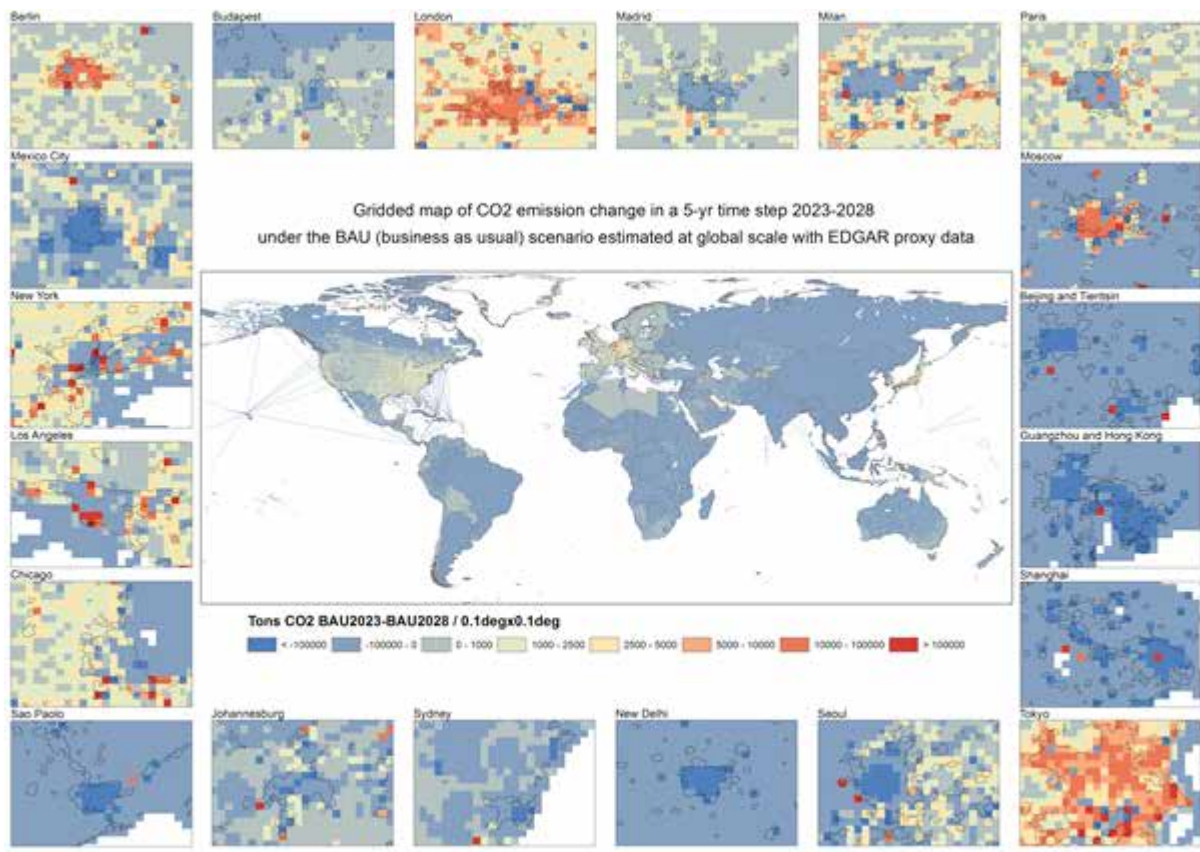 Berlin
Budapest
London
Madrid
Milan
Paris
Mexico City
Moscow
Gridded map of CO2 emission change in a 5-yr time step 2023-2028
under the BAU (business as usual) scenario estimated at global scale with EDGAR proxy data
New York
Beijing and Tientsin
Los Angeles
Guangzhou and Hong Kong
Chicago
Shanghai
Tons CO2 BAU2023-BAU2028 / 0.1degx0.1deg
< -100000 -100000 - 0 0 - 1000 1000 - 2500 2500 - 5000 5000 - 10000 10000 - 100000 > 100000
Sao Paolo
Johannesburg
Sydney
New Delhi
Seoul
Tokyo